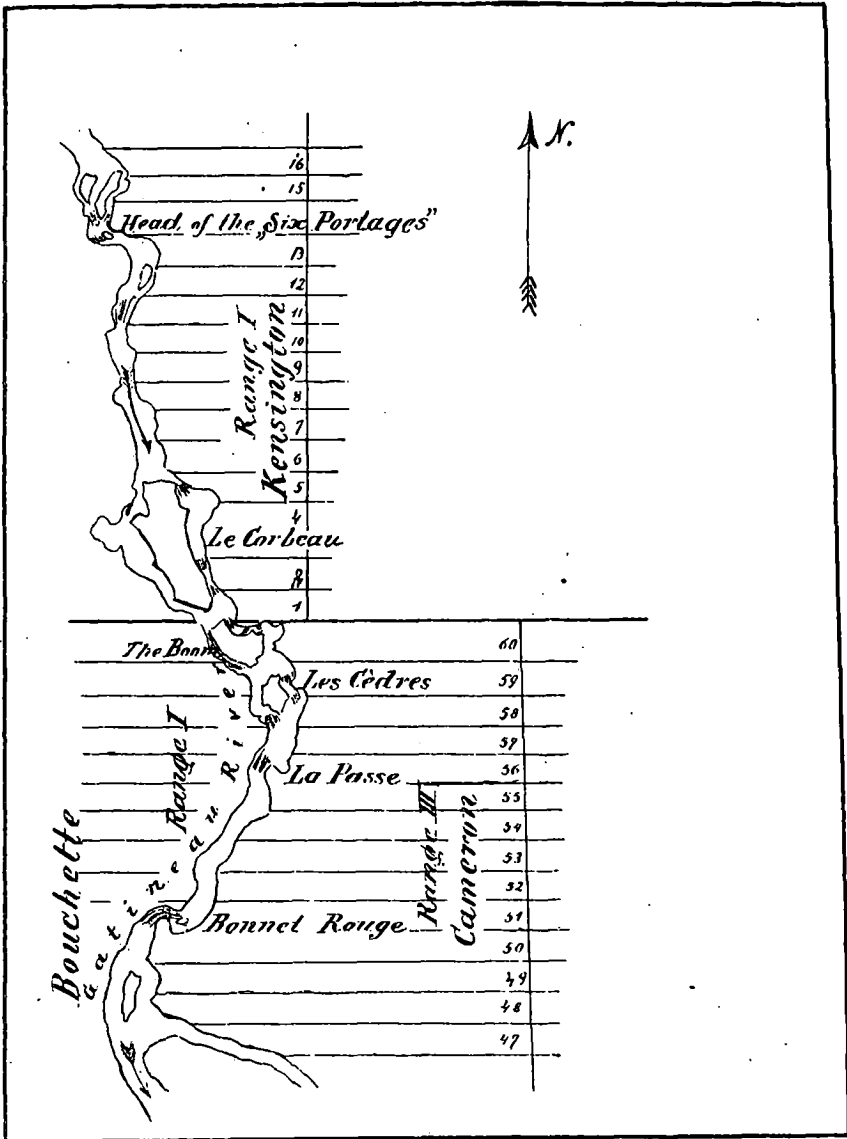 N.
16
15
Head of the „Six Portages”
13
12
11
10
9
8
7
6
5
Range I
Kensington
4
Le Corbeau
1
The Boom
60
Les Cèdres
59
58
57
La Passe
56
55
54
53
52
51
50
49
48
47
Range I
Gatineau River
Bouchette
Range III
Cameron
Bonnet Rouge